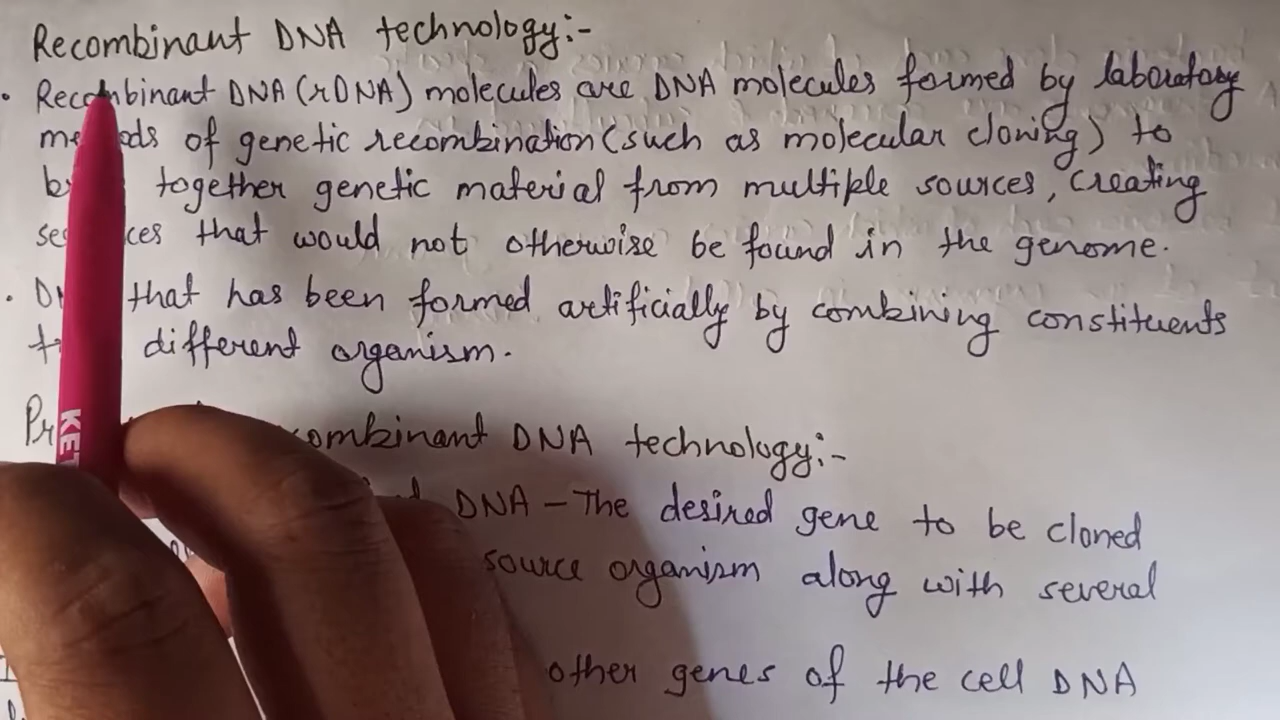 Recombinant DNA technology:-
• Recombinant DNA (rDNA) molecules are DNA molecules formed by laboratory
of genetic recombination (such as molecular cloning) to
together genetic material from multiple sources, creating
that would not otherwise be found in the genome.
• that has been formed artificially by combining constituents
different organism.
DNA technology:-
DNA - The desired gene to be cloned
source organism along with several
other genes of the cell DNA
KET